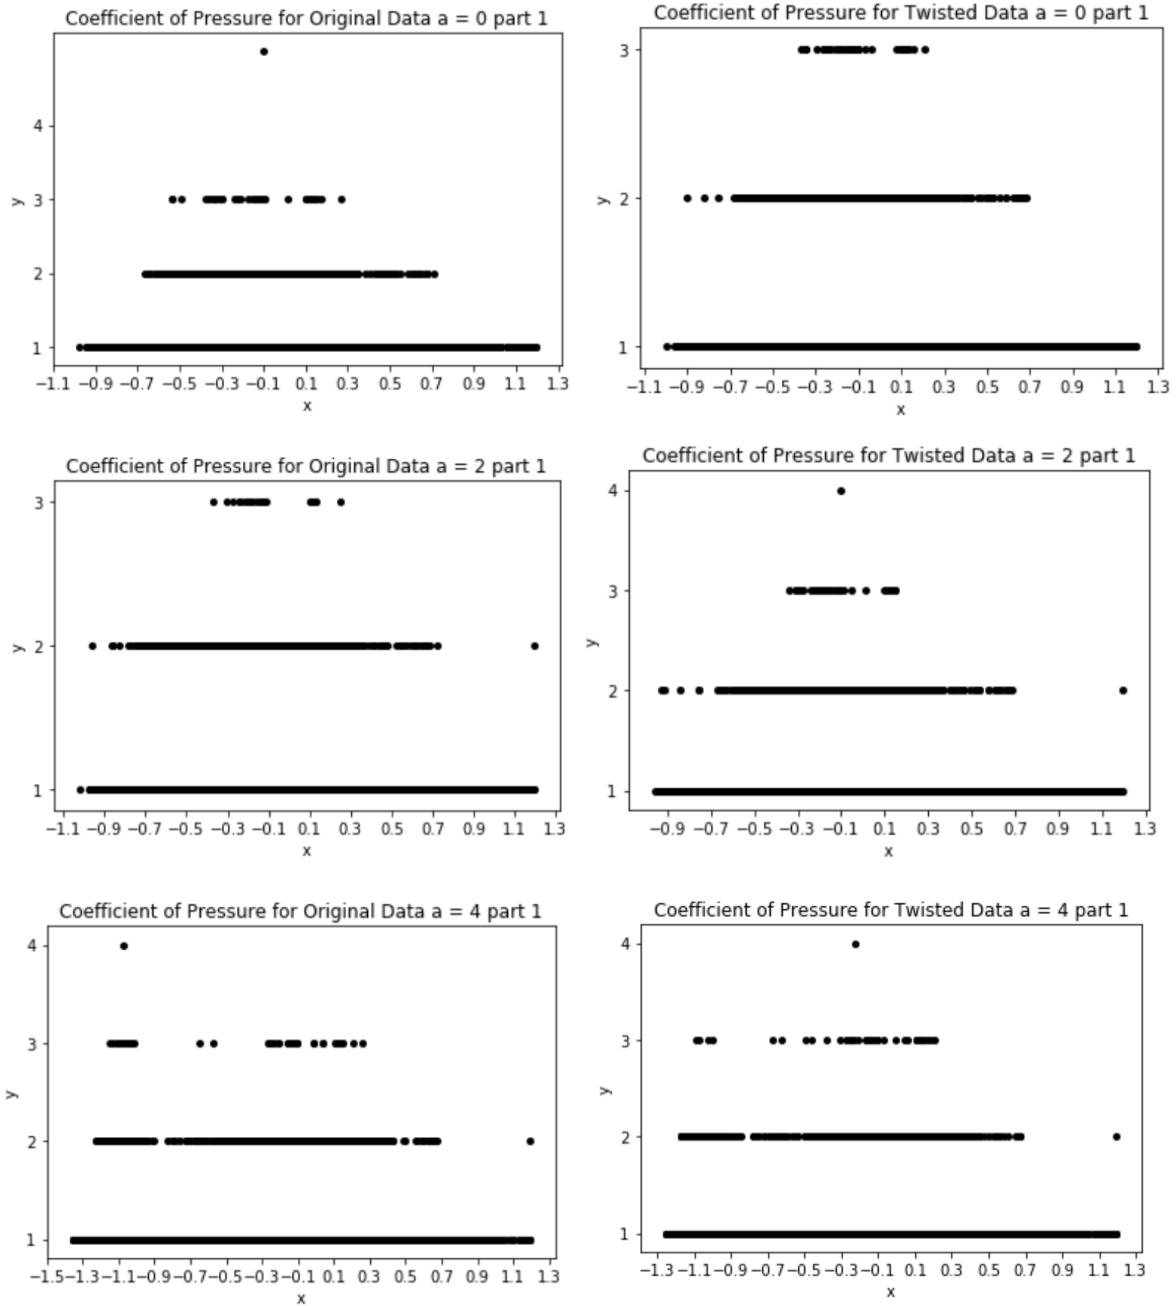 Coefficient of Pressure for Original Data a = 0 part 1
4
3
2
1
y
−1.1 −0.9 −0.7 −0.5 −0.3 −0.1 0.1 0.3 0.5 0.7 0.9 1.1 1.3
x
Coefficient of Pressure for Twisted Data a = 0 part 1
3
2
1
y
−1.1 −0.9 −0.7 −0.5 −0.3 −0.1 0.1 0.3 0.5 0.7 0.9 1.1 1.3
x
Coefficient of Pressure for Original Data a = 2 part 1
3
2
1
y
−1.1 −0.9 −0.7 −0.5 −0.3 −0.1 0.1 0.3 0.5 0.7 0.9 1.1 1.3
x
Coefficient of Pressure for Twisted Data a = 2 part 1
4
3
2
1
y
−0.9 −0.7 −0.5 −0.3 −0.1 0.1 0.3 0.5 0.7 0.9 1.1 1.3
x
Coefficient of Pressure for Original Data a = 4 part 1
4
3
2
1
y
−1.5 −1.3 −1.1 −0.9 −0.7 −0.5 −0.3 −0.1 0.1 0.3 0.5 0.7 0.9 1.1 1.3
x
Coefficient of Pressure for Twisted Data a = 4 part 1
4
3
2
1
y
−1.3 −1.1 −0.9 −0.7 −0.5 −0.3 −0.1 0.1 0.3 0.5 0.7 0.9 1.1 1.3
x